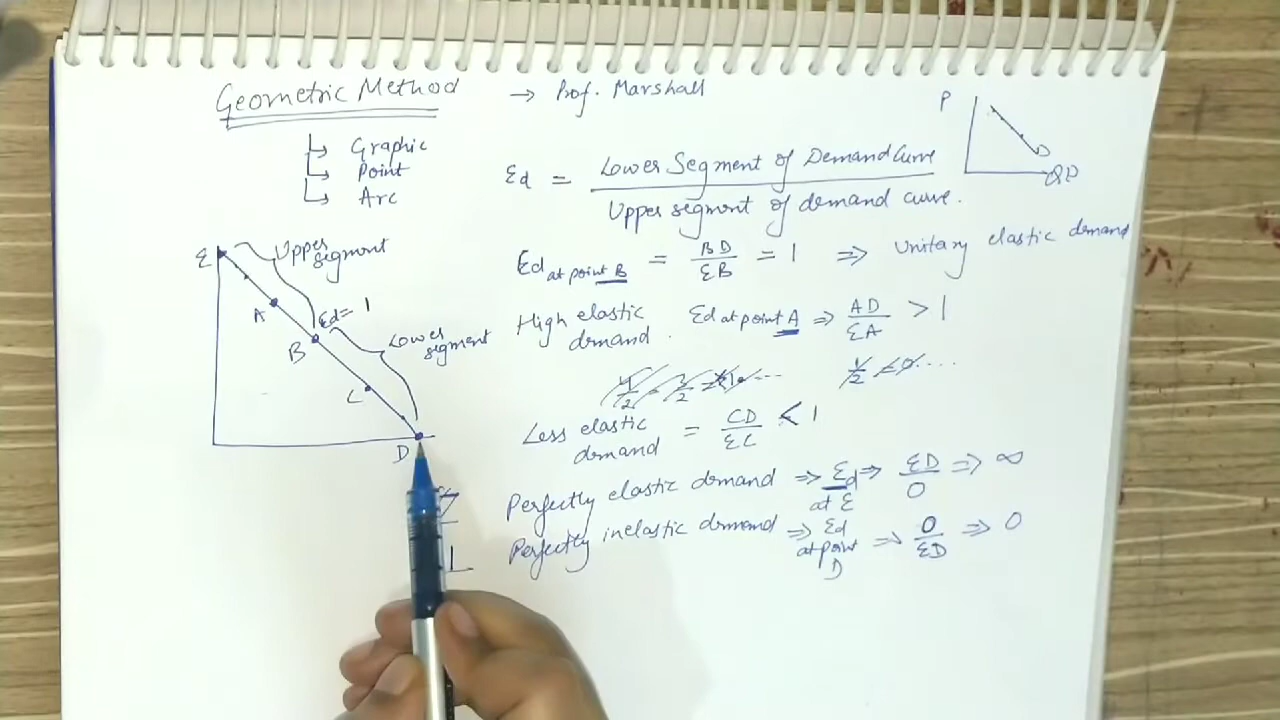 Geometric Method → Prof. Marshall
↳ Graphic
↳ Point
↳ Arc
Ed = Lower Segment of Demand Curve
Upper segment of demand curve.
P
D
QD
E
Upper segment
A
Ed = 1
B
Lower segment
C
D
Ed at point B = BD / EB = 1 ⇒ Unitary elastic demand
High elastic demand. Ed at point A ⇒ AD / EA > 1
Less elastic demand = CD / EC < 1
Perfectly elastic demand ⇒ Ed at E ⇒ ED / 0 ⇒ ∞
Perfectly inelastic demand ⇒ Ed at point D ⇒ 0 / ED ⇒ 0